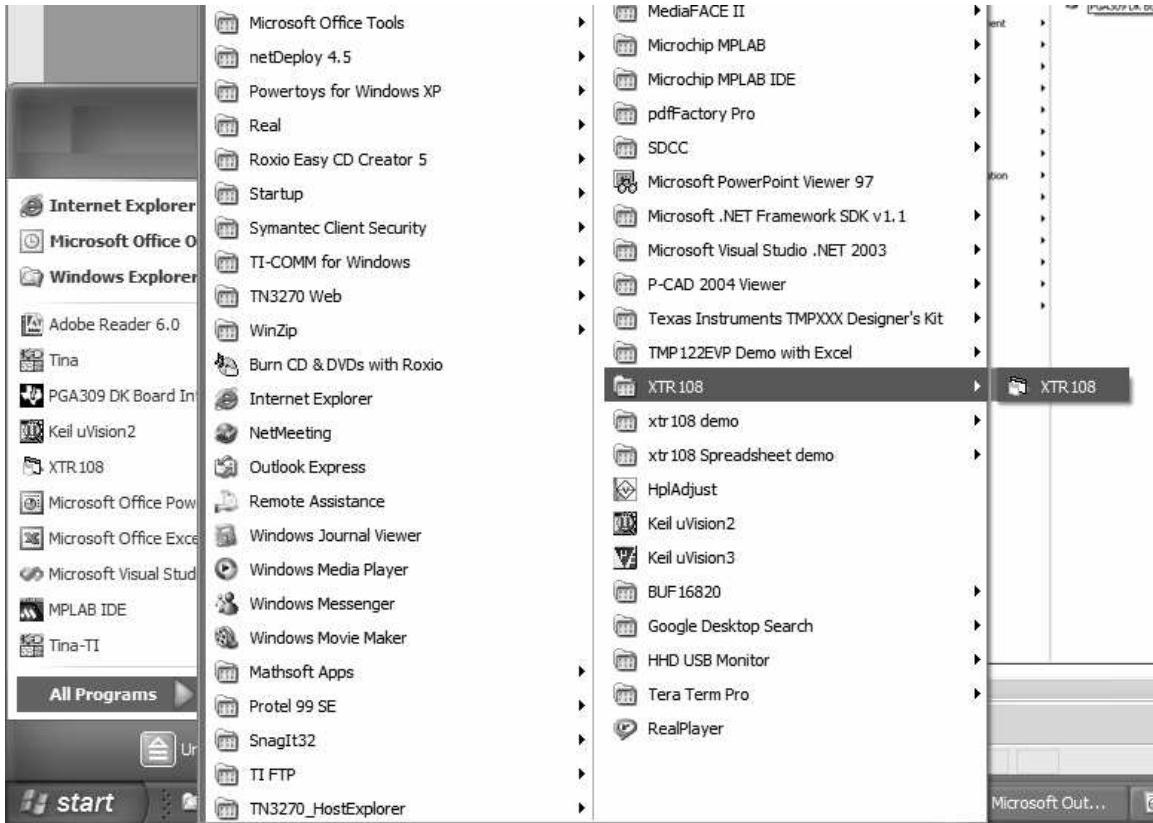 Internet Explorer
Microsoft Office O
Windows Explorer
Adobe Reader 6.0
Tina
PGA309 DK Board In
Keil uVision2
XTR108
Microsoft Office Pow
Microsoft Office Exce
Microsoft Visual Stud
MPLAB IDE
Tina-TI
All Programs
start
Microsoft Office Tools
netDeploy 4.5
Powertoys for Windows XP
Real
Roxio Easy CD Creator 5
Startup
Symantec Client Security
TI-COMM for Windows
TN3270 Web
WinZip
Burn CD & DVDs with Roxio
Internet Explorer
NetMeeting
Outlook Express
Remote Assistance
Windows Journal Viewer
Windows Media Player
Windows Messenger
Windows Movie Maker
Mathsoft Apps
Protel 99 SE
SnagIt32
TI FTP
TN3270_HostExplorer
MediaFACE II
Microchip MPLAB
Microchip MPLAB IDE
pdfFactory Pro
SDCC
Microsoft PowerPoint Viewer 97
Microsoft .NET Framework SDK v1.1
Microsoft Visual Studio .NET 2003
P-CAD 2004 Viewer
Texas Instruments TMPXXX Designer's Kit
TMP122EVP Demo with Excel
XTR108
xtr108 demo
xtr108 Spreadsheet demo
HplAdjust
Keil uVision2
Keil uVision3
BUF16820
Google Desktop Search
HHD USB Monitor
Tera Term Pro
RealPlayer
XTR108
Microsoft Out...